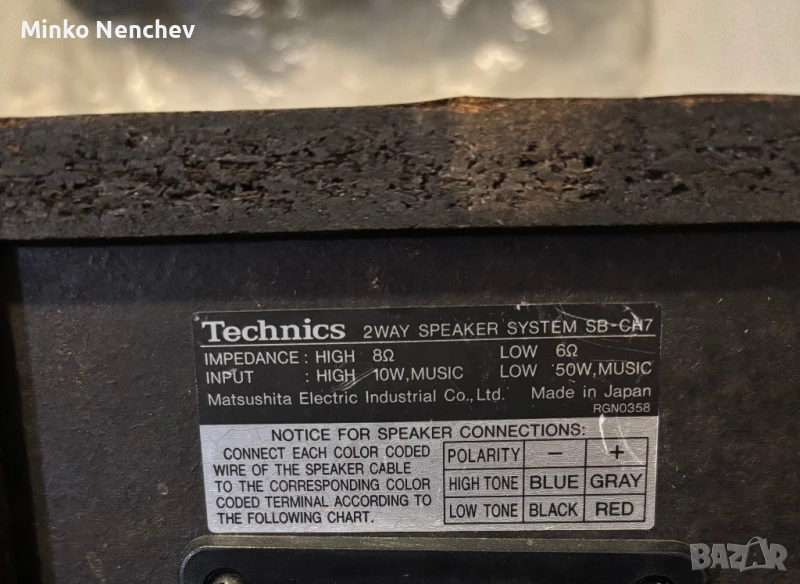 Minko Nenchev
Technics 2WAY SPEAKER SYSTEM SB-CH7
IMPEDANCE : HIGH 8Ω LOW 6Ω
INPUT : HIGH 10W,MUSIC LOW 50W,MUSIC
Matsushita Electric Industrial Co., Ltd. Made in Japan
RGN0358
NOTICE FOR SPEAKER CONNECTIONS:
CONNECT EACH COLOR CODED
WIRE OF THE SPEAKER CABLE
TO THE CORRESPONDING COLOR
CODED TERMINAL ACCORDING TO
THE FOLLOWING CHART.
POLARITY − +
HIGH TONE BLUE GRAY
LOW TONE BLACK RED
BAZAR